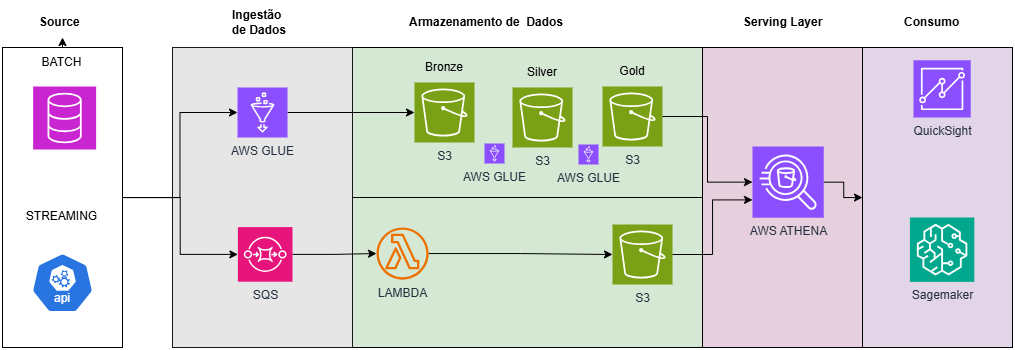 Source
Ingestão
de Dados
Armazenamento de Dados
Serving Layer
Consumo
BATCH
Bronze
Silver
Gold
AWS GLUE
S3
S3
S3
AWS GLUE
AWS GLUE
QuickSight
STREAMING
api
SQS
LAMBDA
S3
AWS ATHENA
Sagemaker